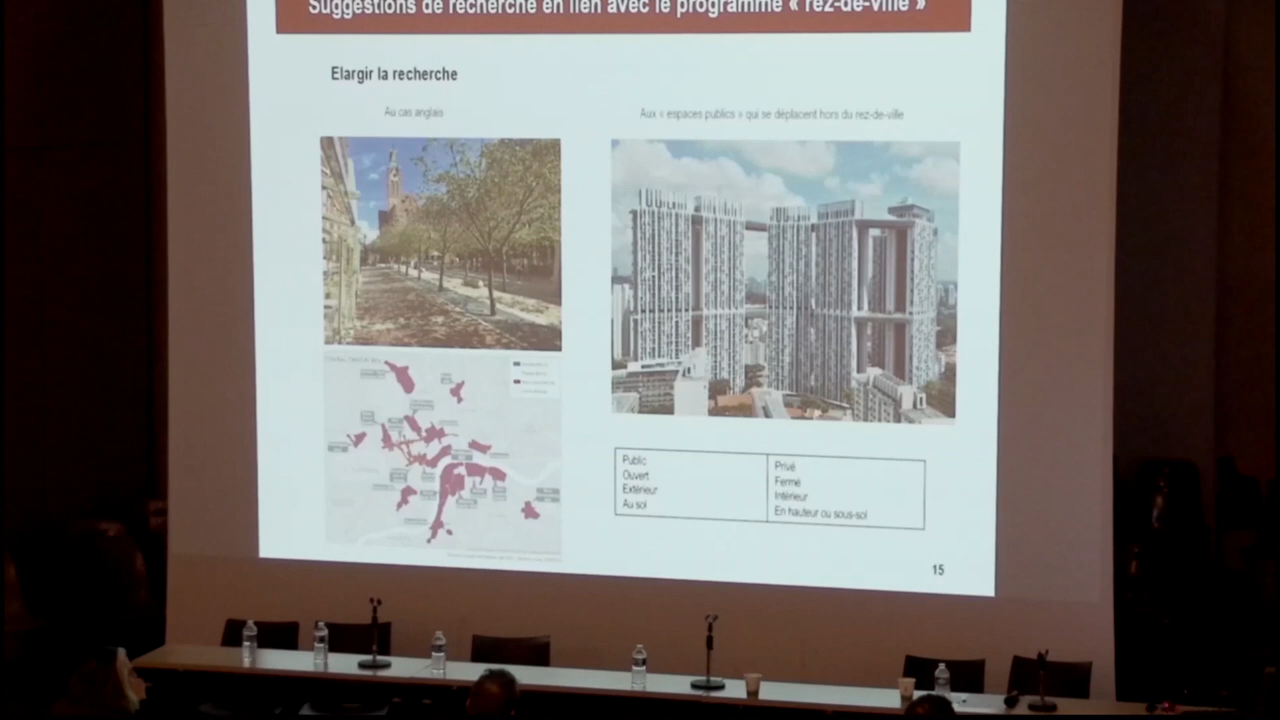 Suggestions de recherche en lien avec le programme « rez-de-ville »
Elargir la recherche
Au cas anglais
Aux « espaces publics » qui se déplacent hors du rez-de-ville
Public
Ouvert
Extérieur
Au sol
Privé
Fermé
Intérieur
En hauteur ou sous-sol
15